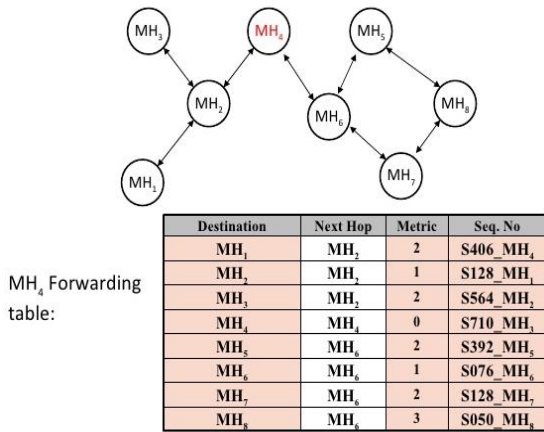 MH₃
MH₄
MH₅
MH₂
MH₆
MH₈
MH₁
MH₇
MH₄ Forwarding
table:
Destination Next Hop Metric Seq. No
MH₁ MH₂ 2 S406_MH₄
MH₂ MH₂ 1 S128_MH₁
MH₃ MH₂ 2 S564_MH₂
MH₄ MH₄ 0 S710_MH₃
MH₅ MH₆ 2 S392_MH₅
MH₆ MH₆ 1 S076_MH₆
MH₇ MH₆ 2 S128_MH₇
MH₈ MH₆ 3 S050_MH₈